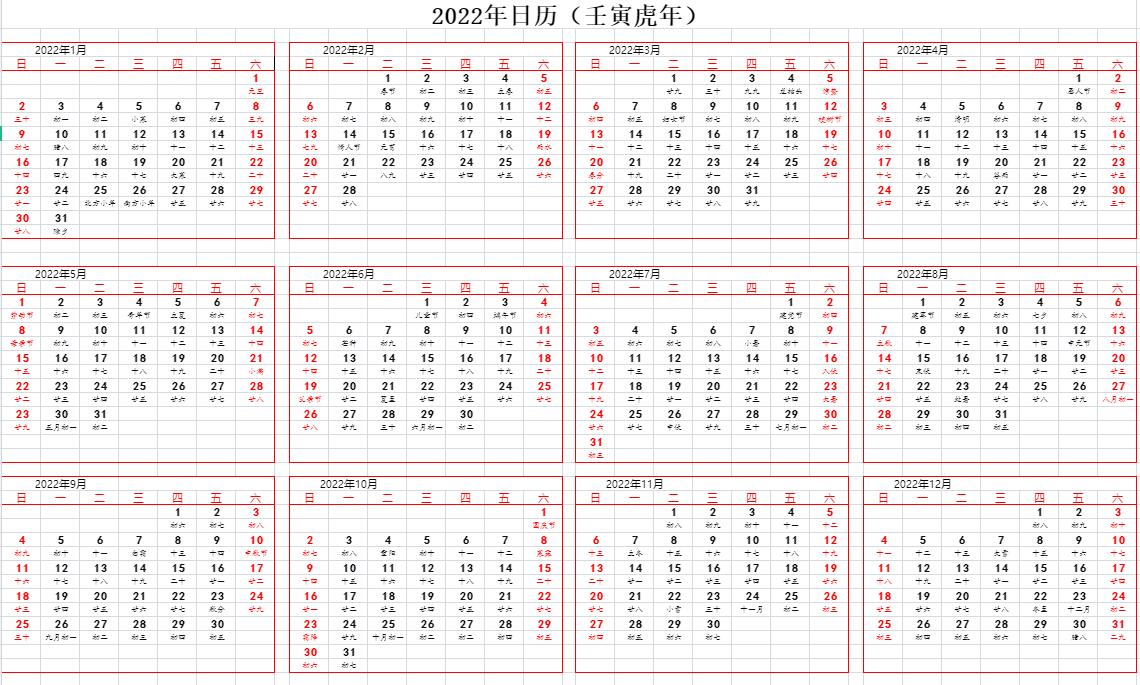 2022年日历（壬寅虎年）
2022年1月
日 一 二 三 四 五 六
1
元旦
2 3 4 5 6 7 8
三十 初一 初二 小寒 初四 初五 三九
9 10 11 12 13 14 15
初七 腊八 初九 初十 十一 十二 十三
16 17 18 19 20 21 22
十四 四九 十六 十七 大寒 十九 二十
23 24 25 26 27 28 29
廿一 廿二 北方小年 南方小年 廿五 廿六 廿七
30 31
廿八 除夕
2022年2月
日 一 二 三 四 五 六
1 2 3 4 5
春节 初二 初三 立春 初五
6 7 8 9 10 11 12
初六 初七 初八 初九 初十 十一 十二
13 14 15 16 17 18 19
七九 情人节 元宵 十六 十七 十八 雨水
20 21 22 23 24 25 26
二十 廿一 八九 廿三 廿四 廿五 廿六
27 28
廿七 廿八
2022年3月
日 一 二 三 四 五 六
1 2 3 4 5
廿九 三十 九九 龙抬头 惊蛰
6 7 8 9 10 11 12
初四 初五 妇女节 初七 初八 初九 植树节
13 14 15 16 17 18 19
十一 十二 十三 十四 十五 十六 十七
20 21 22 23 24 25 26
春分 十九 二十 廿一 廿二 廿三 廿四
27 28 29 30 31
廿五 廿六 廿七 廿八 廿九
2022年4月
日 一 二 三 四 五 六
1 2
愚人节 初二
3 4 5 6 7 8 9
初三 初四 清明 初六 初七 初八 初九
10 11 12 13 14 15 16
初十 十一 十二 十三 十四 十五 十六
17 18 19 20 21 22 23
十七 十八 十九 谷雨 廿一 廿二 廿三
24 25 26 27 28 29 30
廿四 廿五 廿六 廿七 廿八 廿九 三十
2022年5月
日 一 二 三 四 五 六
1 2 3 4 5 6 7
劳动节 初二 初三 青年节 立夏 初六 初七
8 9 10 11 12 13 14
母亲节 初九 初十 十一 十二 十三 十四
15 16 17 18 19 20 21
十五 十六 十七 十八 十九 二十 小满
22 23 24 25 26 27 28
廿二 廿三 廿四 廿五 廿六 廿七 廿八
23 30 31
廿九 五月初一 初二
2022年6月
日 一 二 三 四 五 六
1 2 3 4
儿童节 初四 端午节 初六
5 6 7 8 9 10 11
初七 芒种 初九 初十 十一 十二 十三
12 13 14 15 16 17 18
十四 十五 十六 十七 十八 十九 二十
19 20 21 22 23 24 25
父亲节 廿二 夏至 廿四 廿五 廿六 廿七
26 27 28 29 30
廿八 廿九 三十 六月初一 初二
2022年7月
日 一 二 三 四 五 六
1 2
建党节 初四
3 4 5 6 7 8 9
初五 初六 初七 初八 小暑 初十 十一
10 11 12 13 14 15 16
十二 十三 十四 十五 十六 十七 入伏
17 18 19 20 21 22 23
十九 二十 廿一 廿二 廿三 廿四 大暑
24 25 26 27 28 29 30
廿六 廿七 中伏 廿九 三十 七月初一 初二
31
初三
2022年8月
日 一 二 三 四 五 六
1 2 3 4 5 6
建军节 初五 初六 七夕 初八 初九
7 8 9 10 11 12 13
立秋 十一 十二 十三 十四 中元节 十六
14 15 16 17 18 19 20
十七 末伏 十九 二十 廿一 廿二 廿三
21 22 23 24 25 26 27
廿四 廿五 处暑 廿七 廿八 廿九 八月初一
28 29 30 31
初二 初三 初四 初五
2022年9月
日 一 二 三 四 五 六
1 2 3
初六 初七 初八
4 5 6 7 8 9 10
初九 初十 十一 白露 十三 十四 中秋节
11 12 13 14 15 16 17
十六 十七 十八 十九 二十 廿一 廿二
18 19 20 21 22 23 24
廿三 廿四 廿五 廿六 廿七 秋分 廿九
25 26 27 28 29 30
三十 九月初一 初二 初三 初四 初五
2022年10月
日 一 二 三 四 五 六
1
国庆节
2 3 4 5 6 7 8
初七 初八 重阳 初十 十一 十二 寒露
9 10 11 12 13 14 15
十四 十五 十六 十七 十八 十九 二十
16 17 18 19 20 21 22
廿一 廿二 廿三 廿四 廿五 廿六 廿七
23 24 25 26 27 28 29
霜降 廿九 十月初一 初二 初二 初四 初五
30 31
初六 初七
2022年11月
日 一 二 三 四 五 六
1 2 3 4 5
初八 初九 初十 十一 十二
6 7 8 9 10 11 12
十三 立冬 十五 十六 十七 十八 十九
13 14 15 16 17 18 19
二十 廿一 廿二 廿三 廿四 廿五 廿六
20 21 22 23 24 25 26
廿七 廿八 小雪 三十 十一月 初二 初三
27 28 29 30
初四 初五 初六 初七
2022年12月
日 一 二 三 四 五 六
1 2 3
初八 初九 初十
4 5 6 7 8 9 10
十一 十二 十三 大雪 十五 十六 十七
11 12 13 14 15 16 17
十八 十九 二十 廿一 廿二 廿三 廿四
18 19 20 21 22 23 24
廿五 廿六 廿七 廿八 冬至 十二月 初二
25 26 27 28 29 30 31
初三 初四 初五 初六 初七 腊八 二九